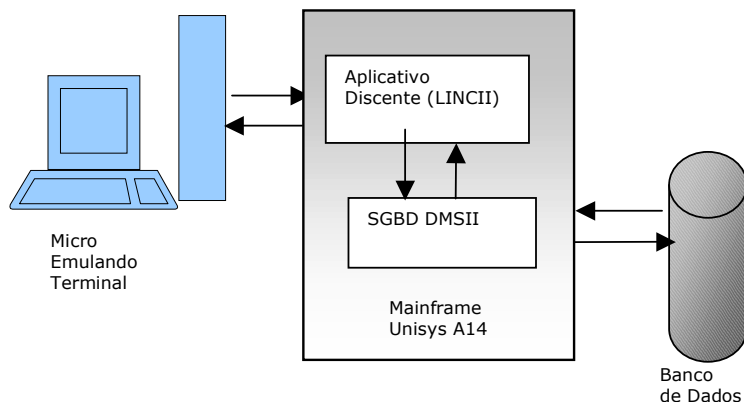 Aplicativo
Discente (LINCII)
SGBD DMSII
Micro
Emulando
Terminal
Mainframe
Unisys A14
Banco
de Dados